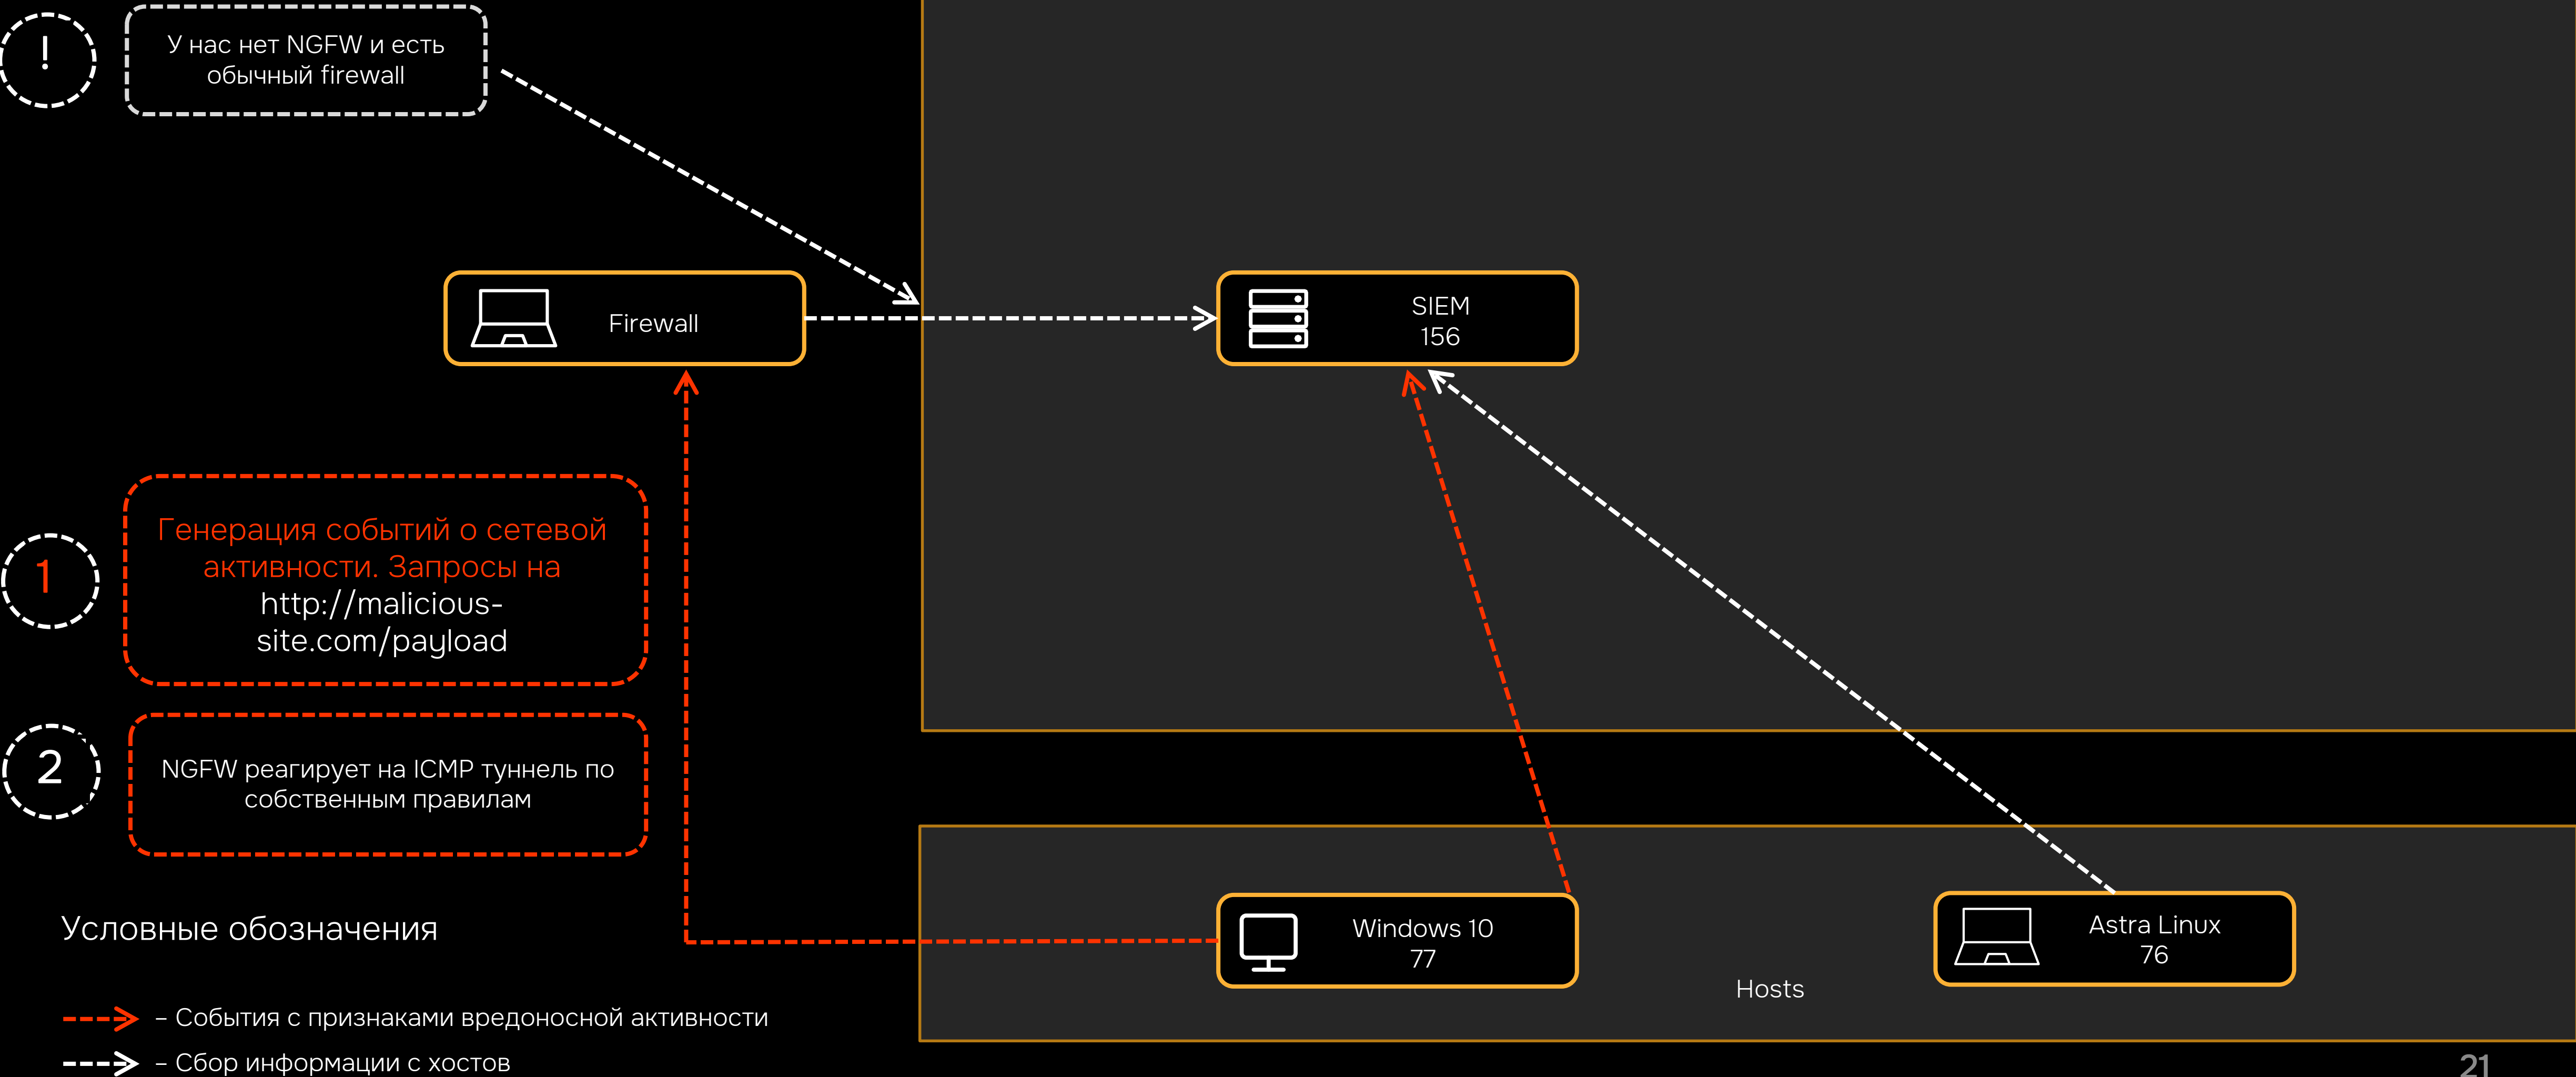 !
У нас нет NGFW и есть
обычный firewall
Firewall
SIEM
156
1
Генерация событий о сетевой
активности. Запросы на
http://malicious-
site.com/payload
2
NGFW реагирует на ICMP туннель по
собственным правилам
Условные обозначения
– События с признаками вредоносной активности
– Сбор информации с хостов
Windows 10
77
Hosts
Astra Linux
76
21